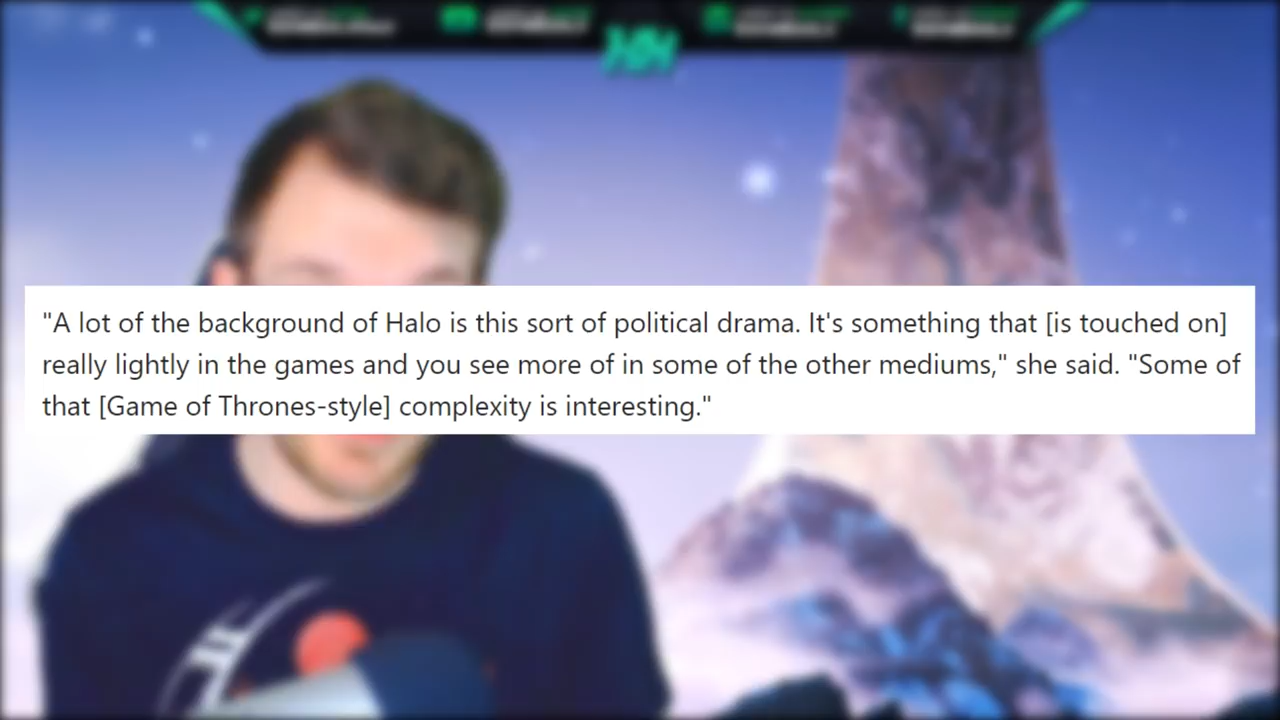 HH
"A lot of the background of Halo is this sort of political drama. It's something that [is touched on]
really lightly in the games and you see more of in some of the other mediums," she said. "Some of
that [Game of Thrones-style] complexity is interesting."